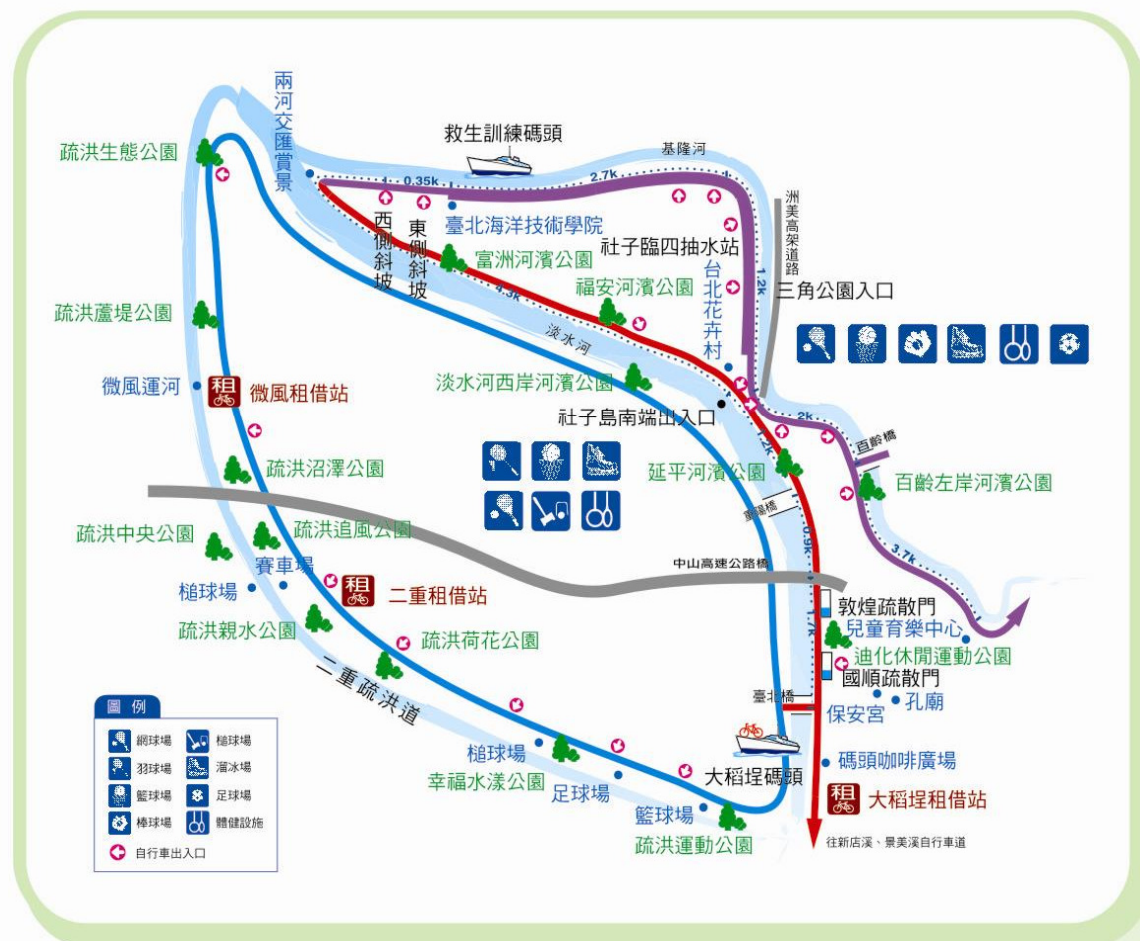 兩河交匯賞景
疏洪生態公園
救生訓練碼頭
基隆河
0.35k
2.7k
洲美高架道路
臺北海洋技術學院
西側斜坡
東側斜坡
富洲河濱公園
社子臨四抽水站
台北花卉村
1.2k
三角公園入口
4.3k
福安河濱公園
疏洪蘆堤公園
淡水河
淡水河西岸河濱公園
微風運河
租
微風租借站
社子島南端出入口
2k
百齡橋
1.2k
延平河濱公園
百齡左岸河濱公園
疏洪沼澤公園
重陽橋
0.9k
疏洪中央公園
疏洪追風公園
賽車場
中山高速公路橋
3.7k
槌球場
租
二重租借站
1.7k
敦煌疏散門
兒童育樂中心
疏洪親水公園
疏洪荷花公園
迪化休閒運動公園
國順疏散門
二重疏洪道
臺北橋
保安宮
孔廟
槌球場
幸福水漾公園
足球場
大稻埕碼頭
碼頭咖啡廣場
籃球場
租
大稻埕租借站
疏洪運動公園
往新店溪、景美溪自行車道
圖例
網球場
槌球場
羽球場
溜冰場
籃球場
足球場
棒球場
體健設施
自行車出入口